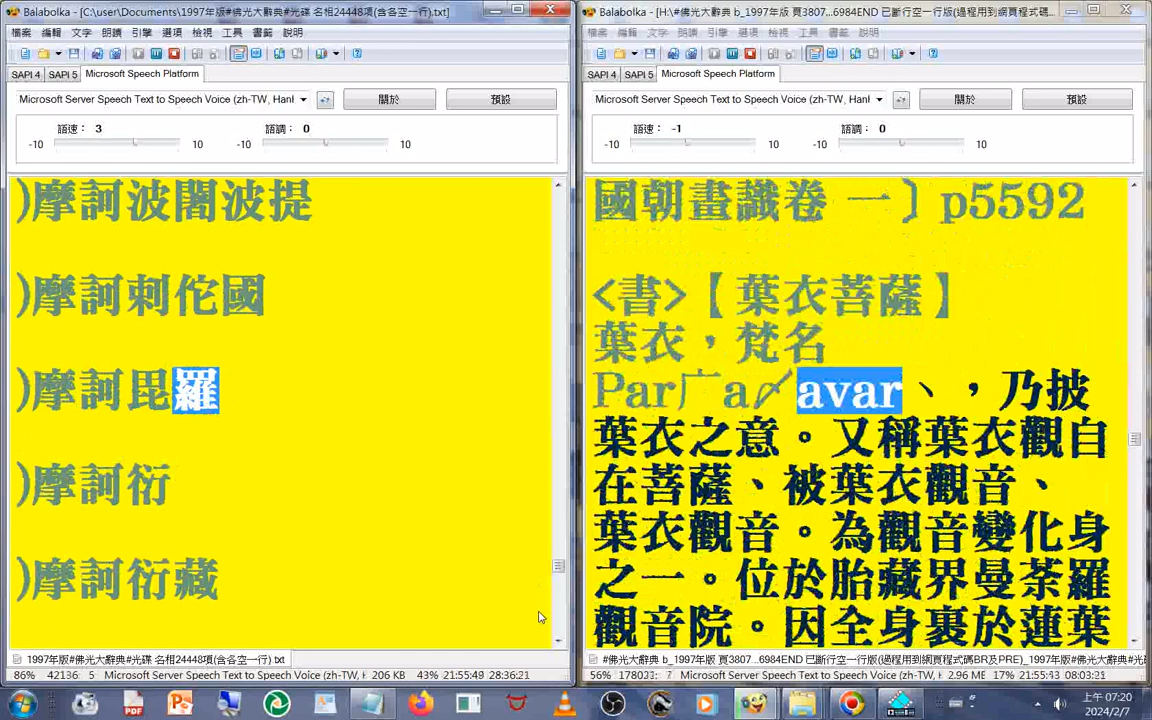 Balabolka - [C:\user\Documents\1997年版#佛光大辭典#光碟 名相24448項(含各空一行).txt]
檔案 編輯 文字 朗讀 引擎 選項 檢視 工具 書籤 說明
SAPI 4 SAPI 5 Microsoft Speech Platform
Microsoft Server Speech Text to Speech Voice (zh-TW, HanH
關於
預設
語速： 3
語調： 0
-10 10 -10 10
)摩訶波闍波提
)摩訶剌佗國
)摩訶毘羅
)摩訶衍
)摩訶衍藏
1997年版#佛光大辭典#光碟 名相24448項(含各空一行).txt
86% 42136: 5 Microsoft Server Speech Text to Speech Voice (zh-TW, 206 KB 43% 21:55:44 28:36:21
Balabolka - [H:\#佛光大辭典 b_1997年版 頁3807...6984END 已斷行空一行版(過程用到網頁程式碼...
檔案 編輯 文字 朗讀 引擎 選項 檢視 工具 書籤 說明
SAPI 4 SAPI 5 Microsoft Speech Platform
Microsoft Server Speech Text to Speech Voice (zh-TW, HanH
關於
預設
語速： -1
語調： 0
-10 10 -10 10
國朝畫識卷 一〕p5592
<書>【葉衣菩薩】
葉衣，梵名
Par广a〆avar、，乃披
葉衣之意。又稱葉衣觀自
在菩薩、被葉衣觀音、
葉衣觀音。為觀音變化身
之一。位於胎藏界曼荼羅
觀音院。因全身裹於蓮葉
#佛光大辭典 b_1997年版 頁3807...6984END 已斷行空一行版(過程用到網頁程式碼BR及PRE)_1997年版#光
56% 178023: 7 Microsoft Server Speech Text to Speech Voice (zh-TW, H 2.96 ME 17% 21:55:43 08:03:21
上午 07:20
2024/2/7